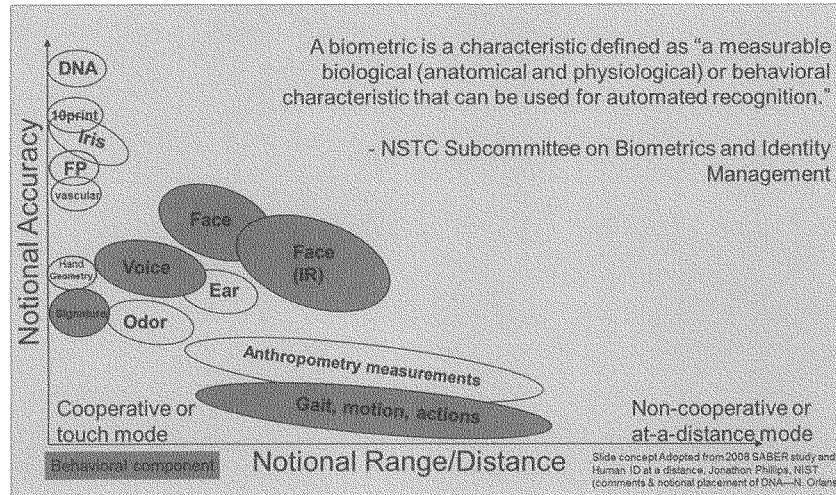 A biometric is a characteristic defined as "a measurable
biological (anatomical and physiological) or behavioral
characteristic that can be used for automated recognition."
- NSTC Subcommittee on Biometrics and Identity
Management
Notional Accuracy
DNA
10print
Iris
FP
vascular
Face
Face
(IR)
Hand
Geometry
Voice
Ear
Signature
Odor
Anthropometry measurements
Gait, motion, actions
Cooperative or
touch mode
Non-cooperative or
at-a-distance mode
Behavioral component
Notional Range/Distance
Slide concept Adopted from 2008 SABER study and
Human ID at a distance, Jonathon Phillips, NIST
(comments & notional placement of DNA—N. Orlans